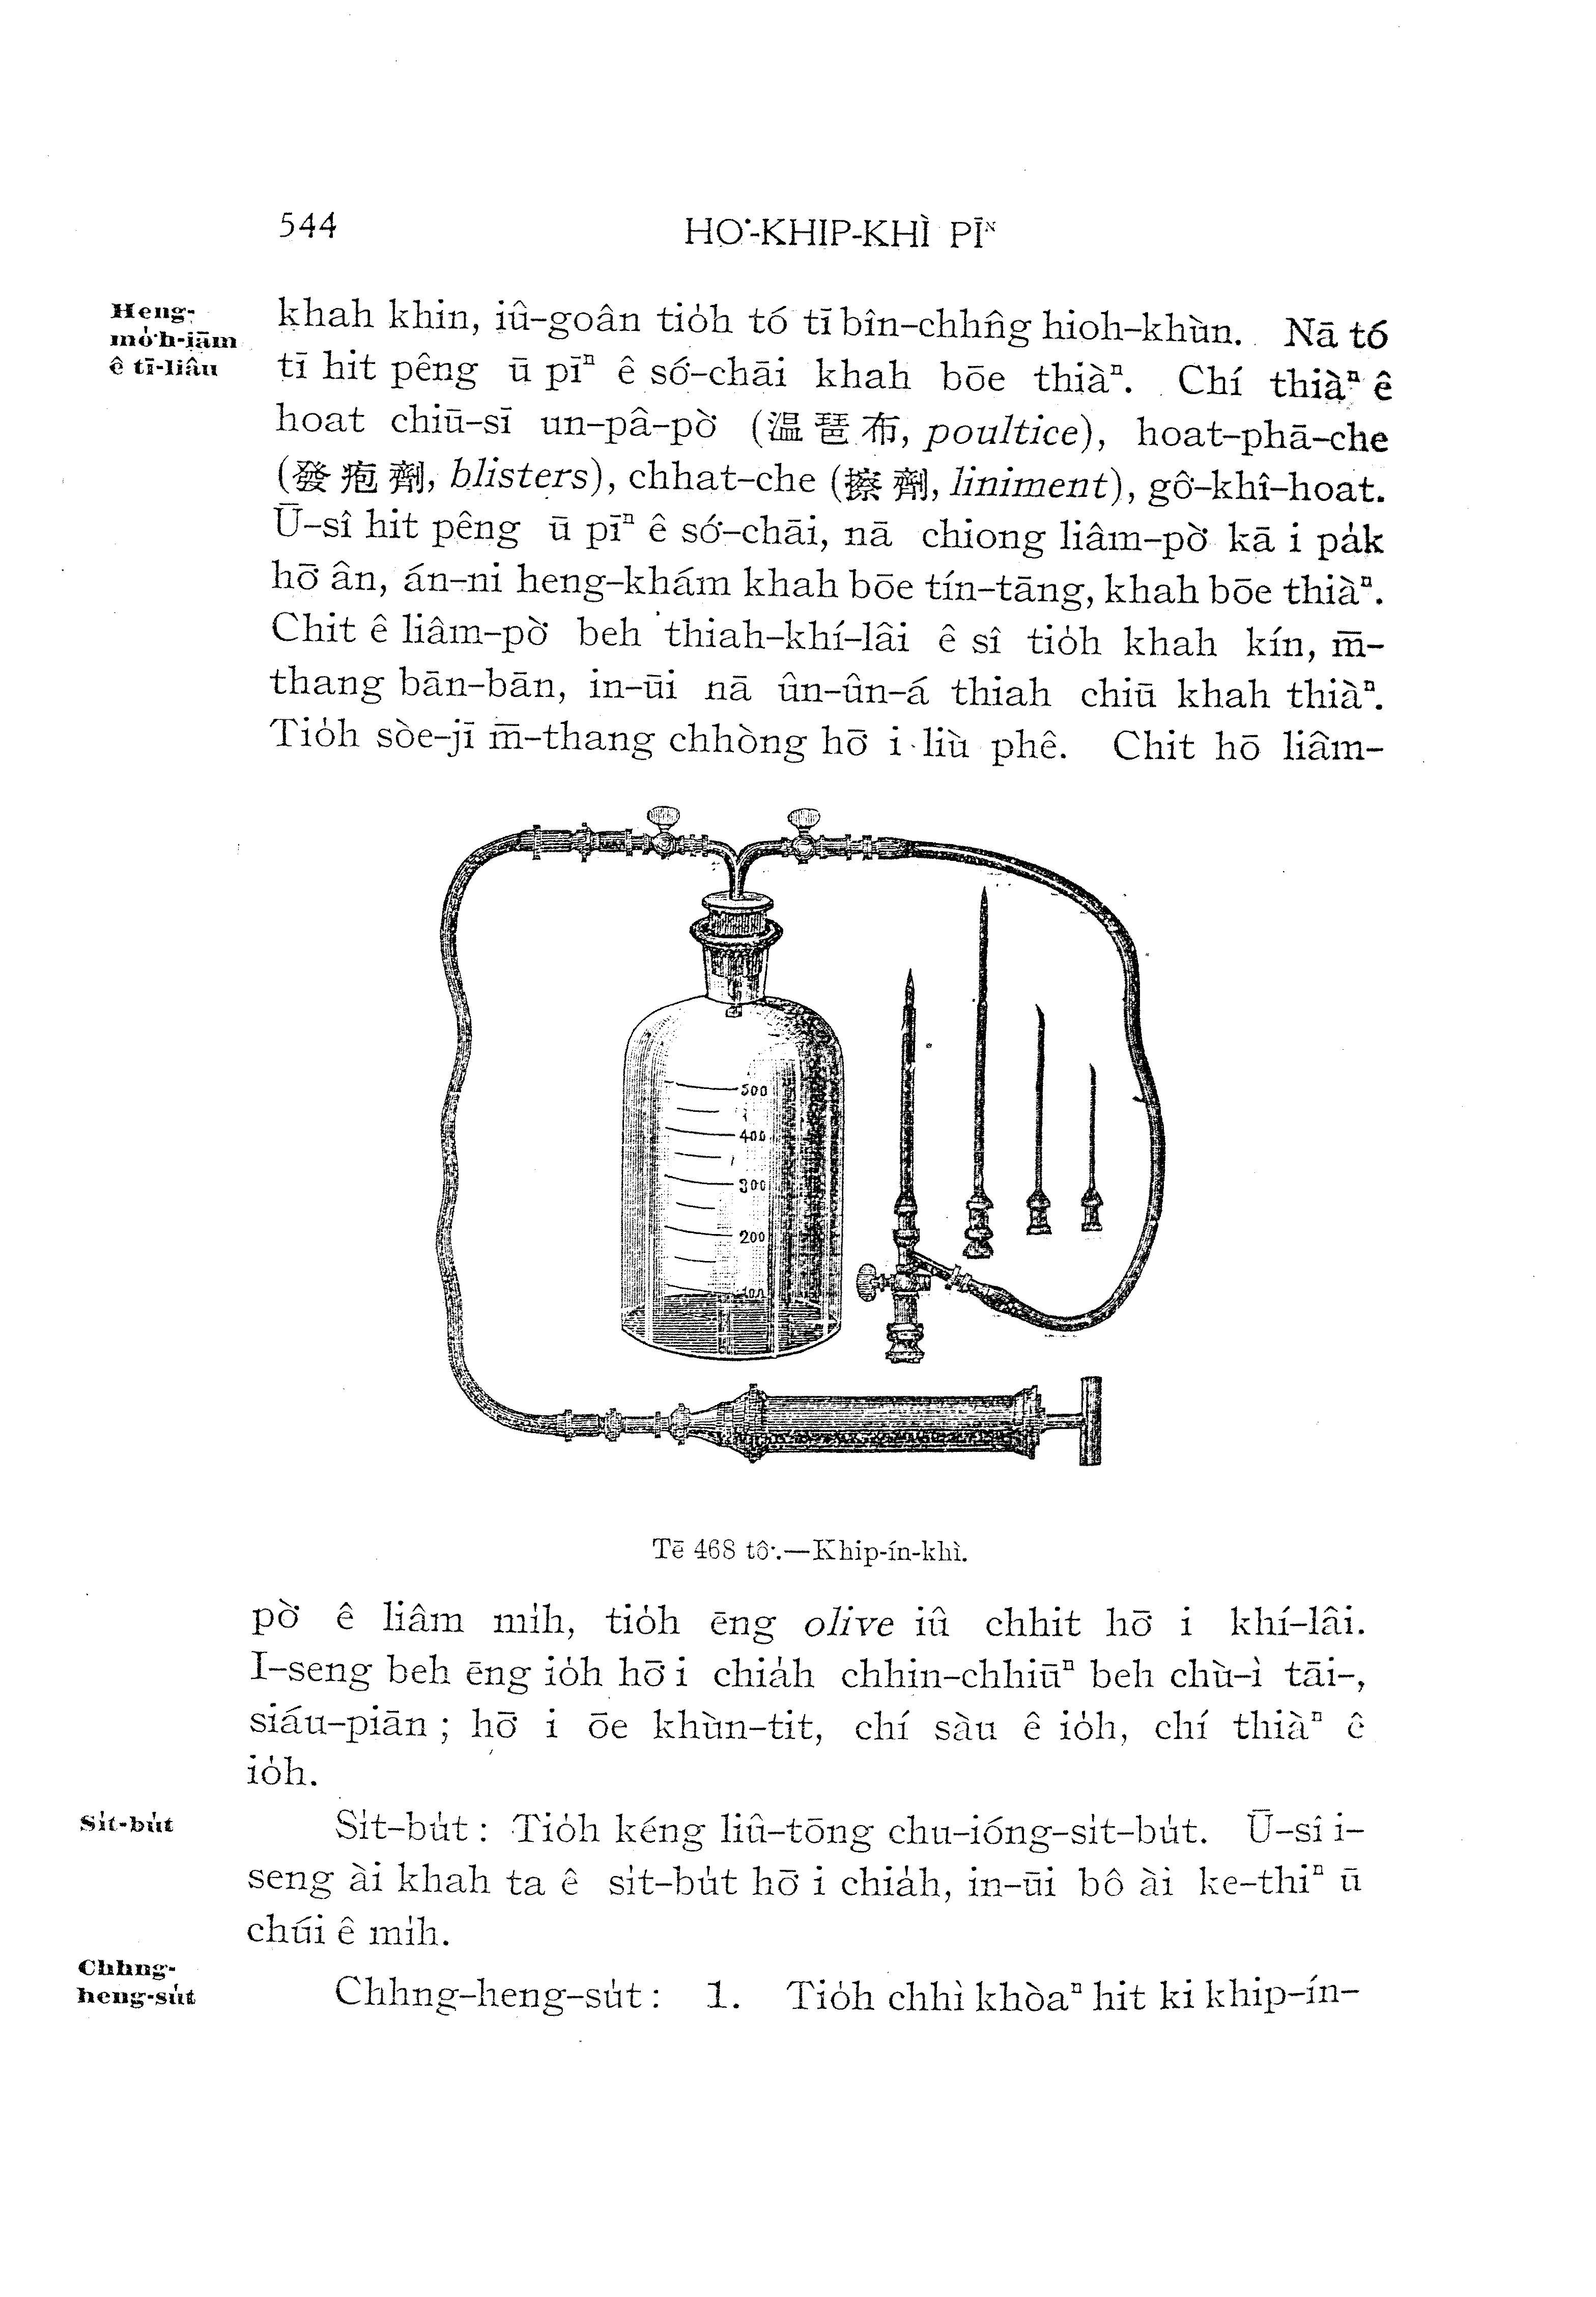 544
HO͘-KHIP-KHÌ PĪᴺ
Heng-
mo̍͘h-iām
ê tī-liâu
khah khin, iû-goân tio̍h tó tī bîn-chhn̂g hioh-khùn. Nā tó
tī hit pêng ū pīⁿ ê só͘-chāi khah bōe thiàⁿ. Chí thiàⁿ ê
hoat chiū-sī un-pâ-pò͘ (温琶布, poultice), hoat-phā-che
(發疱劑, blisters), chhat-che (擦劑, liniment), gô͘-khî-hoat.
Ū-sî hit pêng ū pīⁿ ê só͘-chāi, nā chiong liâm-pò͘ kā i pa̍k
hō͘ ân, án-ni heng-khám khah bōe tín-tāng, khah bōe thiàⁿ.
Chit ê liâm-pò͘ beh thiah-khí-lâi ê sî tio̍h khah kín, m̄-
thang bān-bān, in-ūi nā ûn-ûn-á thiah chiū khah thiàⁿ.
Tio̍h sòe-jī m̄-thang chhòng hō͘ i liù phê. Chit hō liâm-
500
400
300
200
100
Tē 468 tô͘.—Khip-ín-khì.
pò͘ ê liâm mi̍h, tio̍h ēng olive iû chhit hō͘ i khí-lâi.
I-seng beh ēng io̍h hō͘ i chia̍h chhin-chhiūⁿ beh chù-ì tāi-,
siáu-piān ; hō͘ i ōe khùn-tit, chí sàu ê io̍h, chí thiàⁿ ê
io̍h.
Si̍t-bu̍t
Si̍t-bu̍t : Tio̍h kéng liû-tōng chu-ióng-si̍t-bu̍t. Ū-sî i-
seng ài khah ta ê si̍t-bu̍t hō͘ i chia̍h, in-ūi bô ài ke-thiⁿ ū
chúi ê mi̍h.
Chhng-
heng-su̍t
Chhng-heng-su̍t : 1. Tio̍h chhì khòaⁿ hit ki khip-ín-